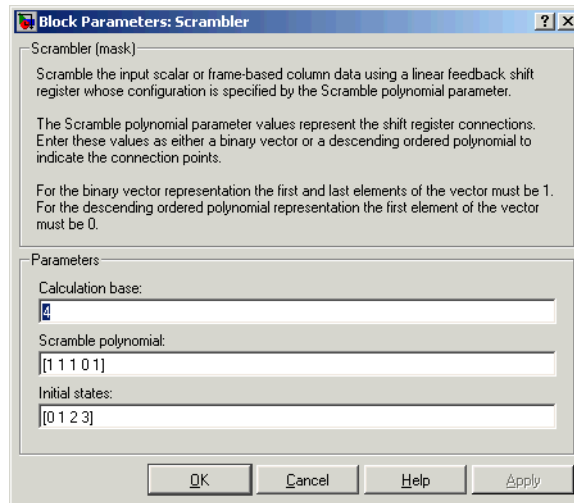 Block Parameters: Scrambler
Scrambler (mask)
Scramble the input scalar or frame-based column data using a linear feedback shift
register whose configuration is specified by the Scramble polynomial parameter.
The Scramble polynomial parameter values represent the shift register connections.
Enter these values as either a binary vector or a descending ordered polynomial to
indicate the connection points.
For the binary vector representation the first and last elements of the vector must be 1.
For the descending ordered polynomial representation the first element of the vector
must be 0.
Parameters
Calculation base:
4
Scramble polynomial:
[1 1 1 0 1]
Initial states:
[0 1 2 3]
OK Cancel Help Apply